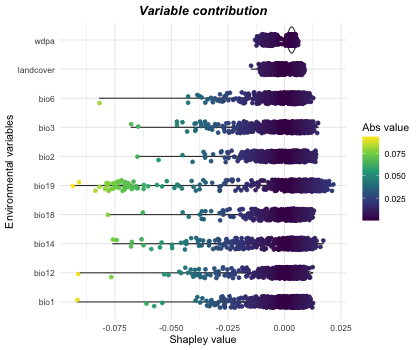 Variable contribution
wdpa
landcover
bio6
bio3
bio2
bio19
bio18
bio14
bio12
bio1
Environmental variables
-0.075 -0.050 -0.025 0.000 0.025
Shapley value
Abs value
0.075
0.050
0.025